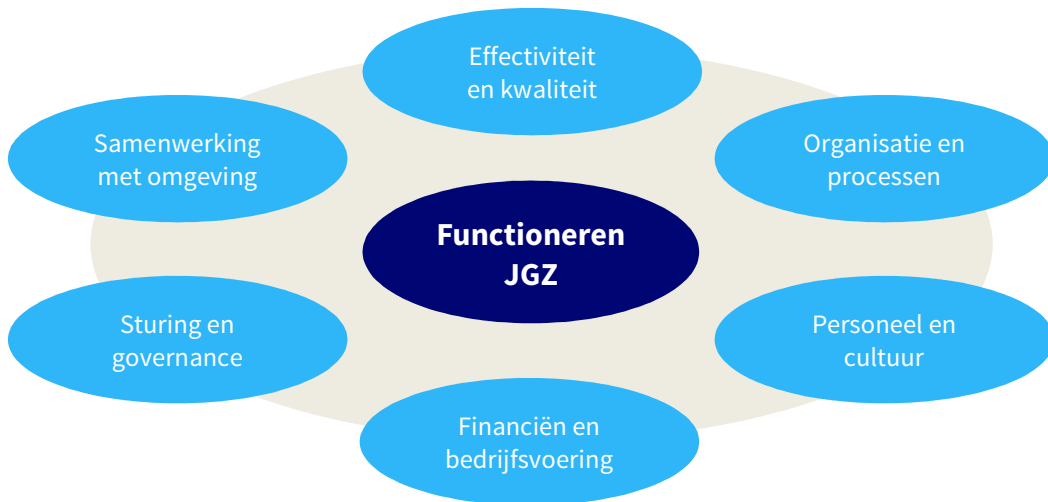 Effectiviteit
en kwaliteit
Samenwerking
met omgeving
Organisatie en
processen
Functioneren
JGZ
Sturing en
governance
Personeel en
cultuur
Financiën en
bedrijfsvoering